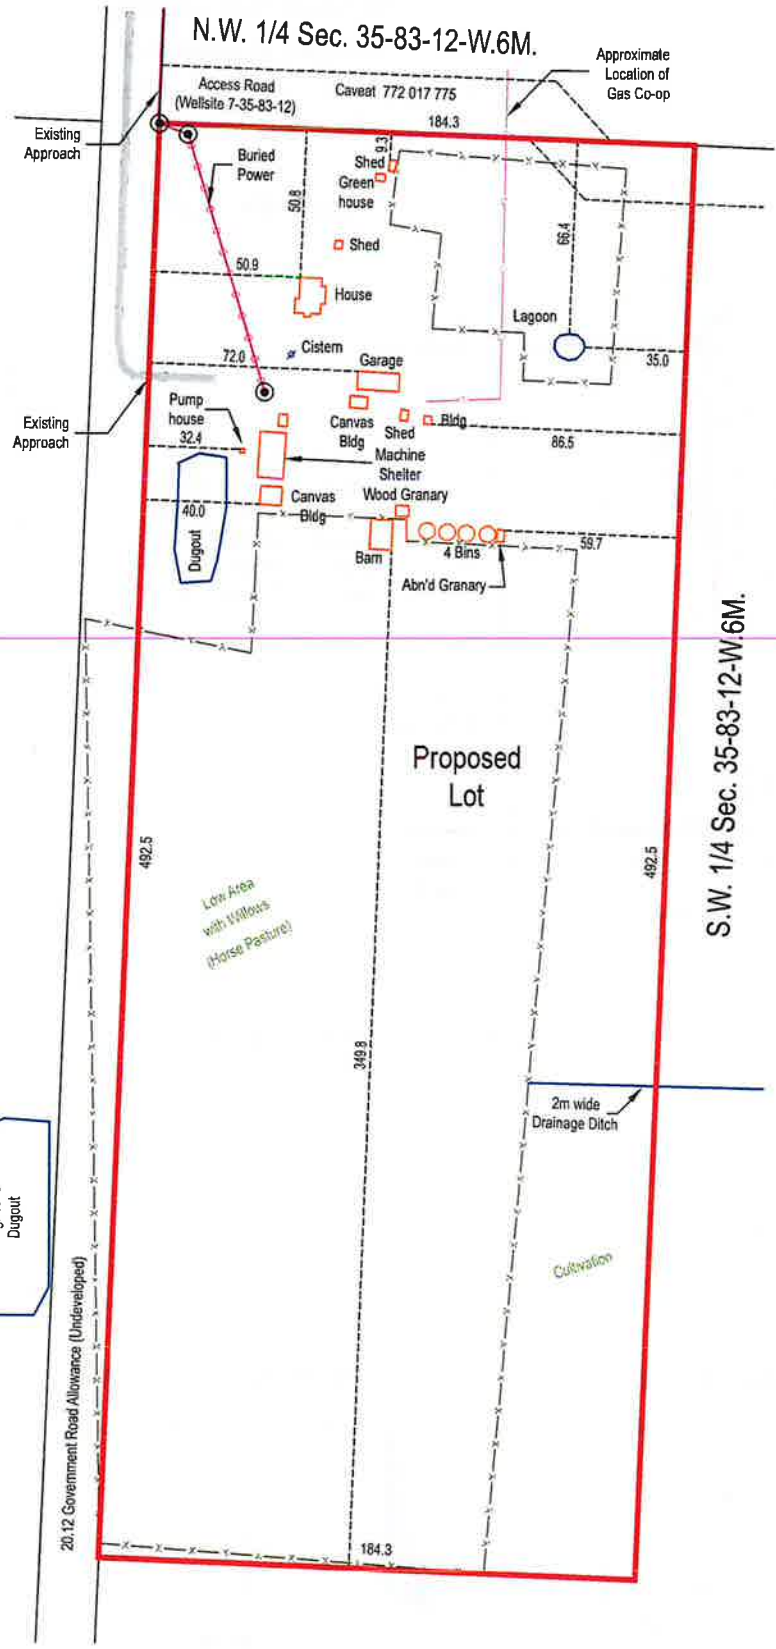 N.W. 1/4 Sec. 35-83-12-W.6M.
Approximate
Location of
Gas Co-op
Access Road
(Wellsite 7-35-83-12)
Caveat 772 017 775
184.3
Existing
Approach
Buried
Power
9.3
Shed
Green
house
50.8
66.4
Shed
50.9
House
Lagoon
Cistern
72.0
Garage
35.0
Existing
Approach
Pump
house
32.4
Canvas
Bldg
Shed
Bldg
86.5
Machine
Shelter
40.0
Canvas
Bldg
Wood Granary
Dugout
Barn
4 Bins
59.7
Abn'd Granary
S.W. 1/4 Sec. 35-83-12-W.6M.
Proposed
Lot
492.5
492.5
Low Area
with Willows
(Horse Pasture)
349.8
2m wide
Drainage Ditch
Dugout
Cultivation
20.12 Government Road Allowance (Undeveloped)
184.3